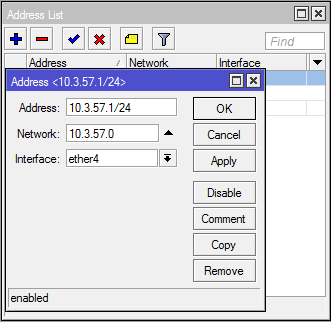 Address List
Find
Address
Network
Interface
Address <10.3.57.1/24>
Address: 10.3.57.1/24
OK
Network: 10.3.57.0
Cancel
Interface: ether4
Apply
Disable
Comment
Copy
Remove
enabled